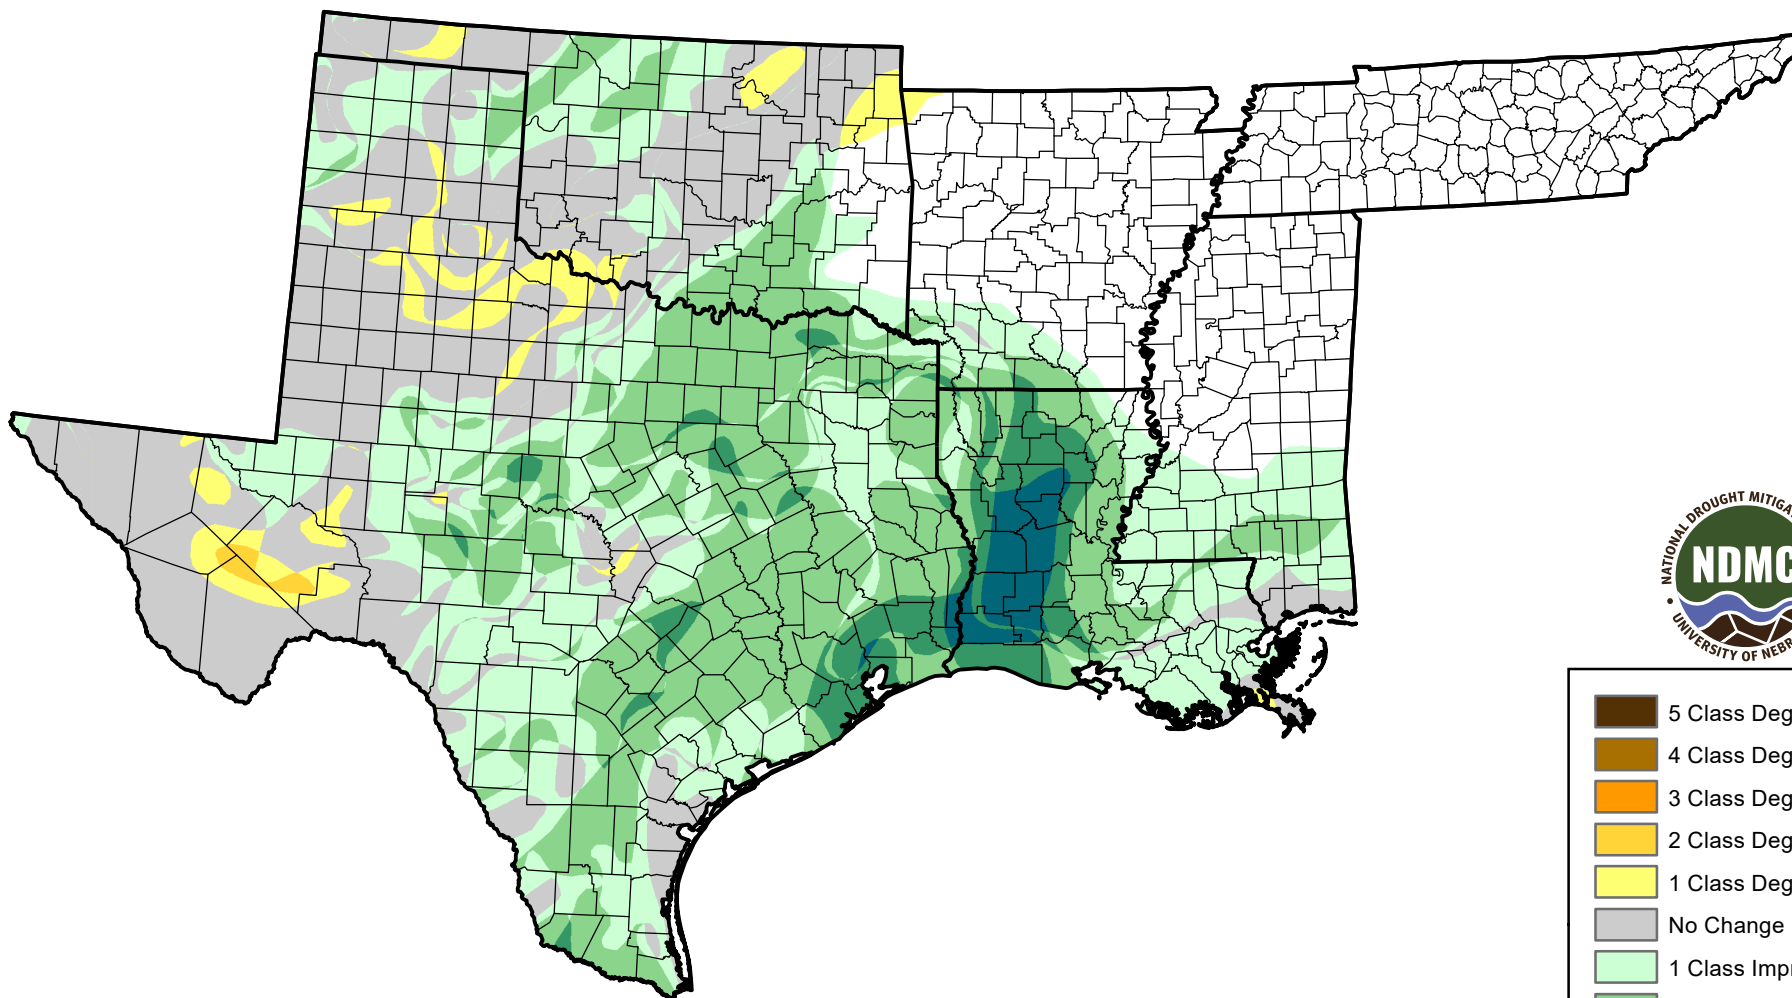 NATIONAL DROUGHT MITIGA
NDMC
UNIVERSITY OF NEBR
5 Class Deg
4 Class Deg
3 Class Deg
2 Class Deg
1 Class Deg
No Change
1 Class Impr